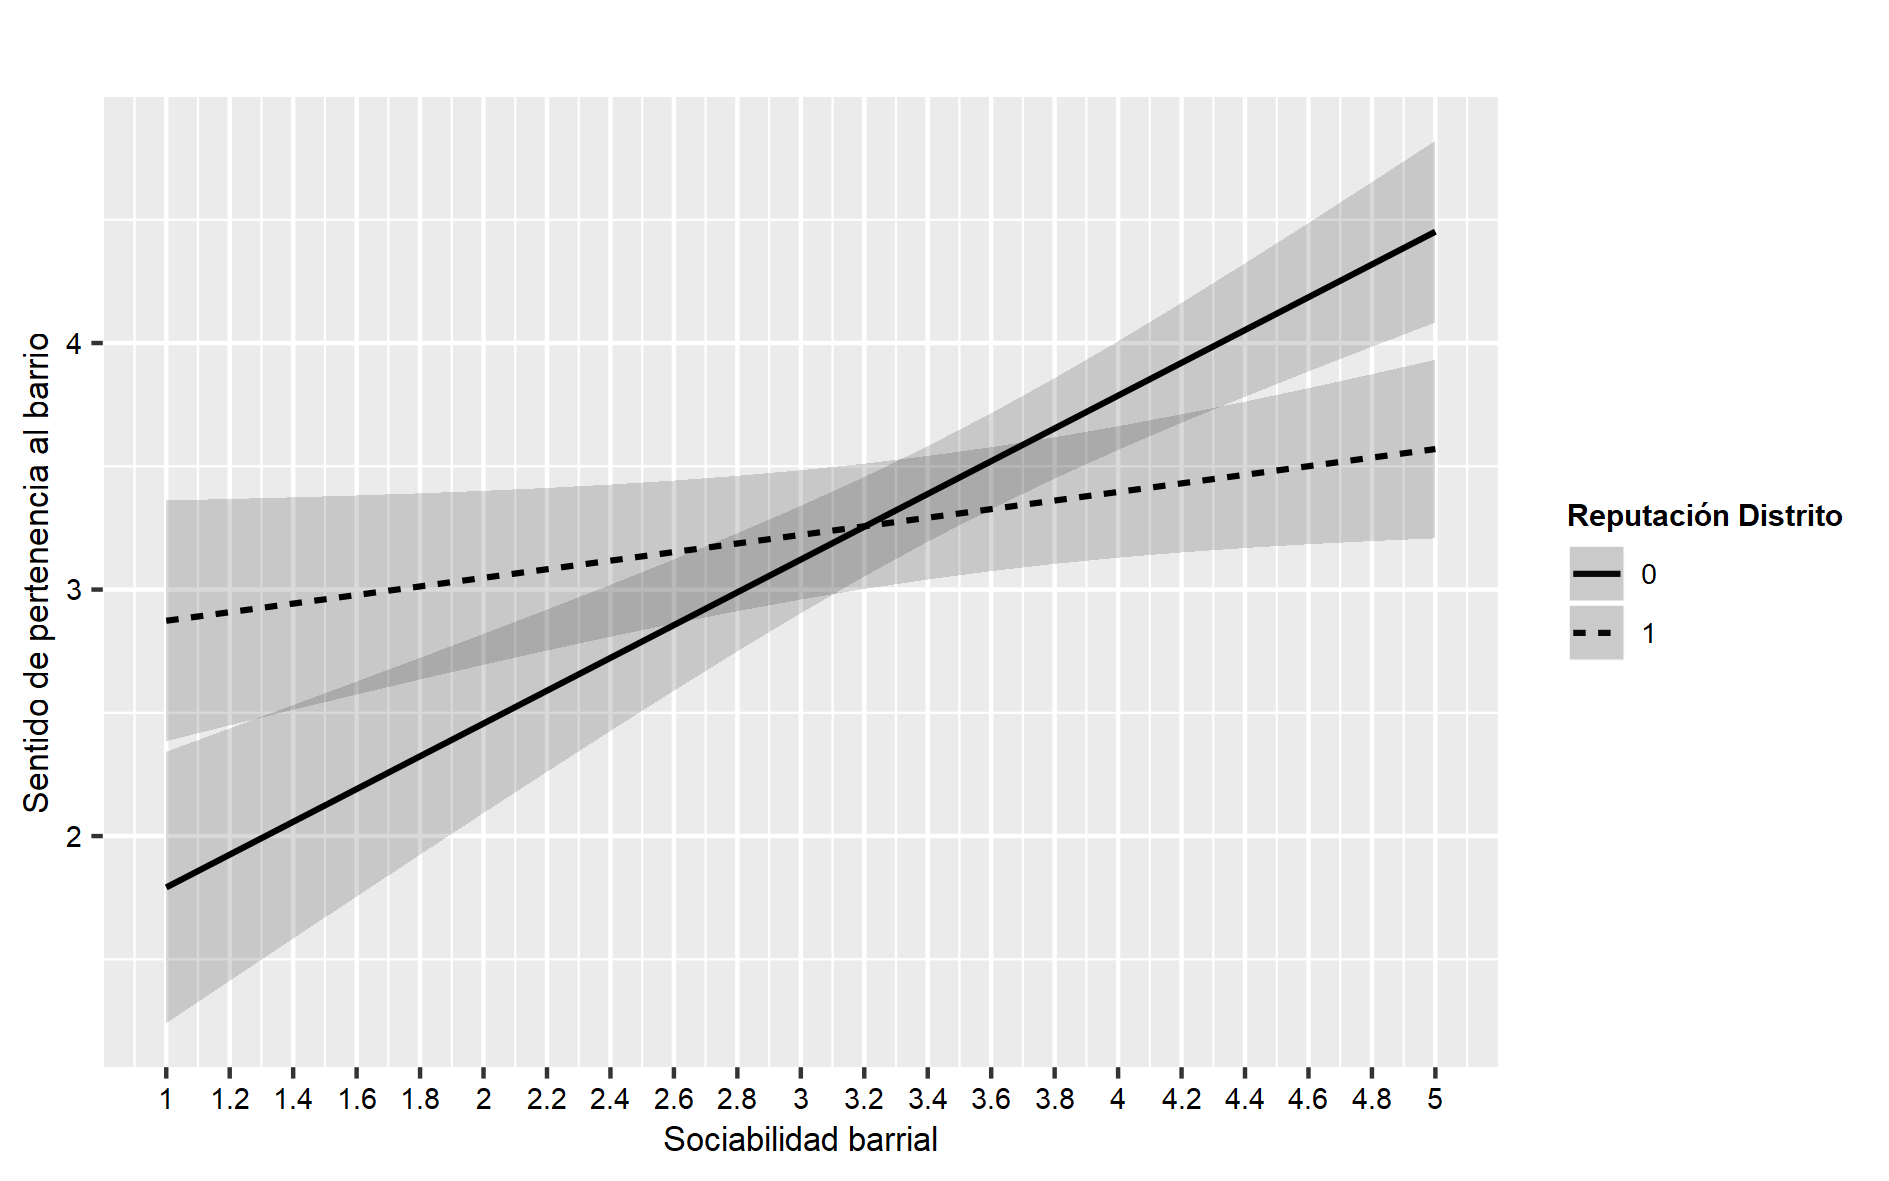 Sentido de pertenencia al barrio
4
3
2
1 1.2 1.4 1.6 1.8 2 2.2 2.4 2.6 2.8 3 3.2 3.4 3.6 3.8 4 4.2 4.4 4.6 4.8 5
Sociabilidad barrial
Reputación Distrito
0
1